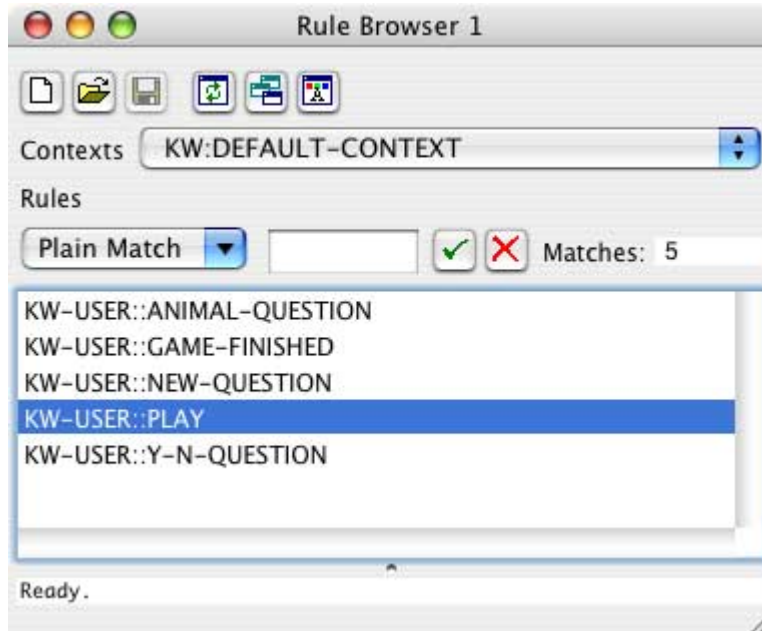 Rule Browser 1
Contexts KW:DEFAULT-CONTEXT
Rules
Plain Match Matches: 5
KW-USER::ANIMAL-QUESTION
KW-USER::GAME-FINISHED
KW-USER::NEW-QUESTION
KW-USER::PLAY
KW-USER::Y-N-QUESTION
Ready.